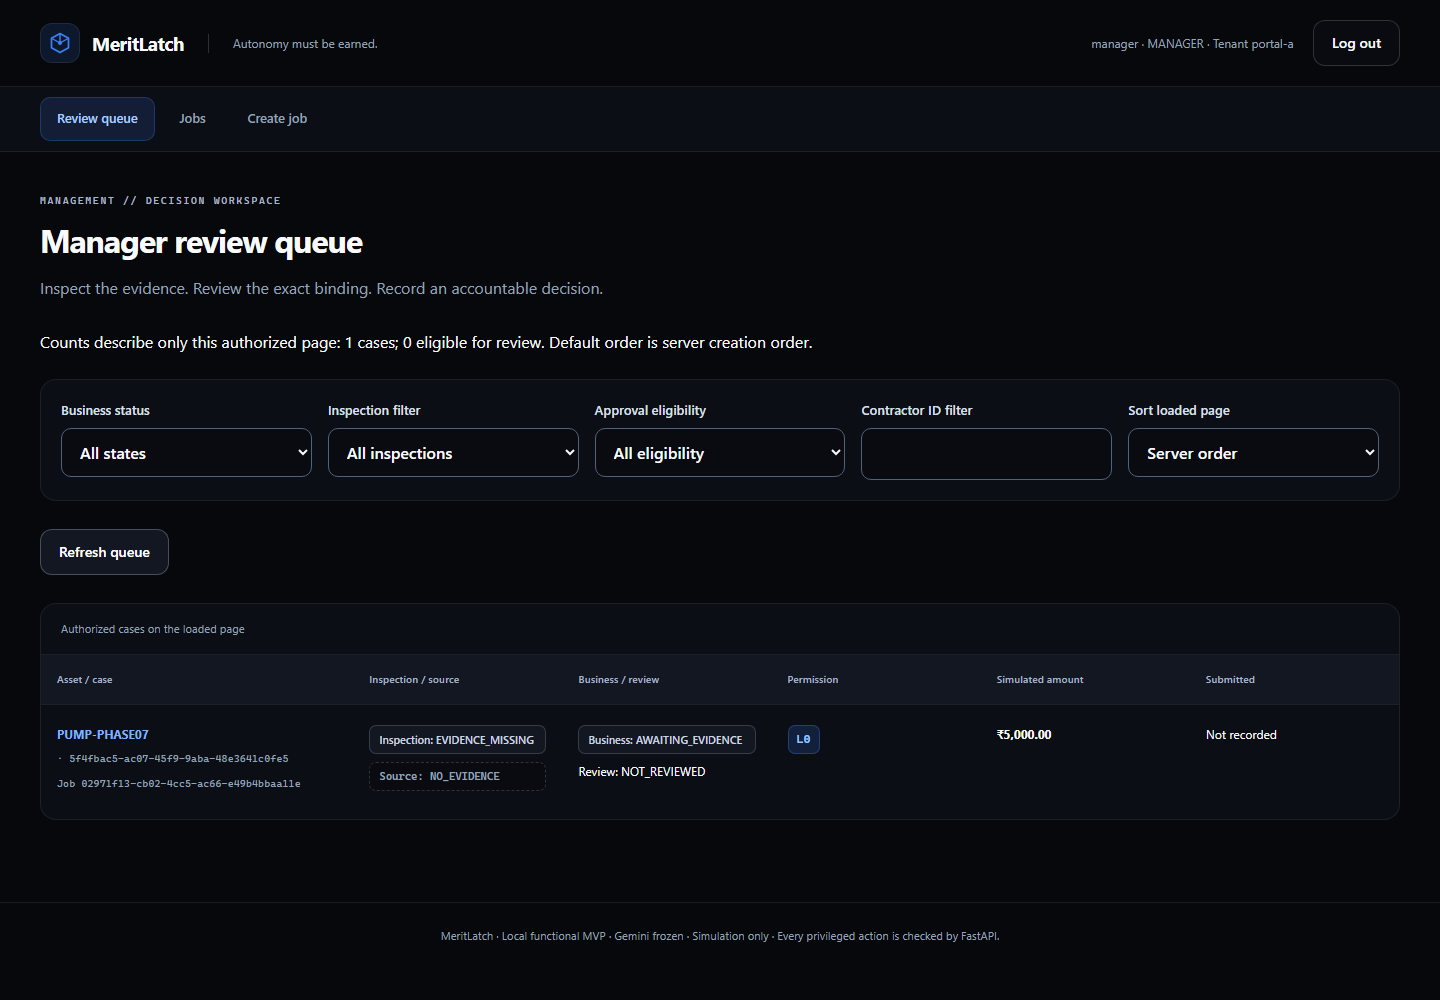 MeritLatch
Autonomy must be earned.
manager · MANAGER · Tenant portal-a
Log out
Review queue
Jobs
Create job
MANAGEMENT // DECISION WORKSPACE
Manager review queue
Inspect the evidence. Review the exact binding. Record an accountable decision.
Counts describe only this authorized page: 1 cases; 0 eligible for review. Default order is server creation order.
Business status
Inspection filter
Approval eligibility
Contractor ID filter
Sort loaded page
All states
All inspections
All eligibility
Server order
Refresh queue
Authorized cases on the loaded page
Asset / case
Inspection / source
Business / review
Permission
Simulated amount
Submitted
PUMP-PHASE07
· 5f4fbac5-ac07-45f9-9aba-48e3641c0fe5
Job 02971f13-cb02-4cc5-ac66-e49b4bbaa11e
Inspection: EVIDENCE_MISSING
Source: NO_EVIDENCE
Business: AWAITING_EVIDENCE
Review: NOT_REVIEWED
L0
₹5,000.00
Not recorded
MeritLatch · Local functional MVP · Gemini frozen · Simulation only · Every privileged action is checked by FastAPI.